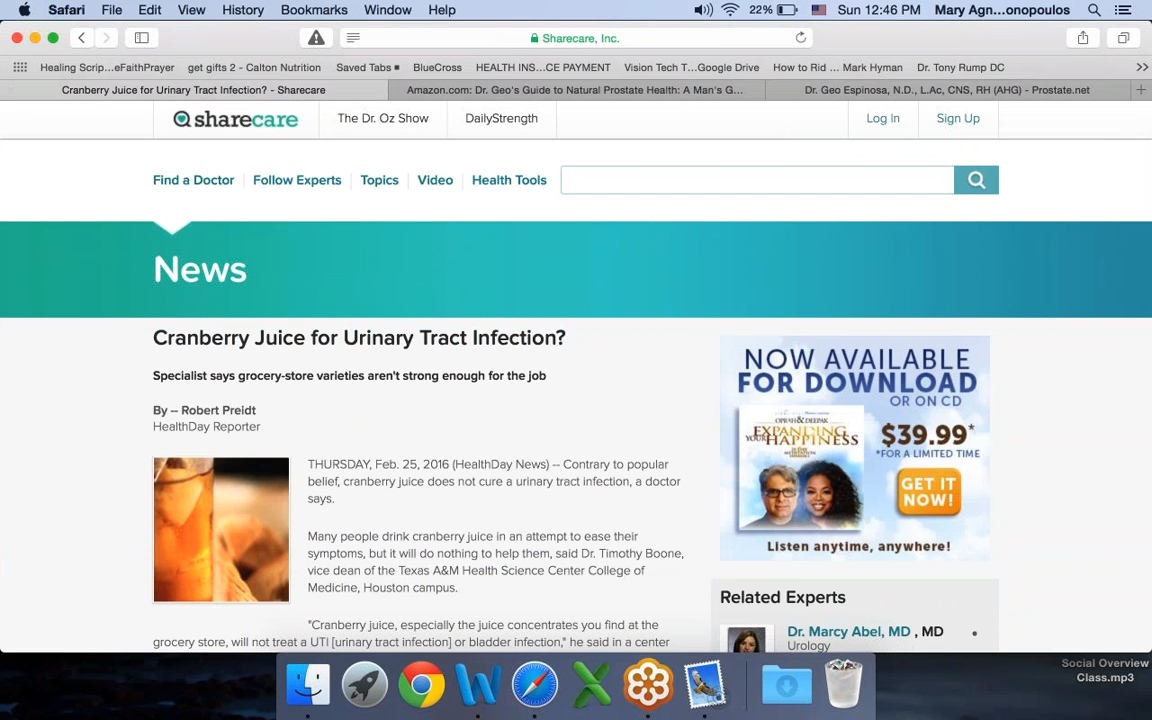 Safari File Edit View History Bookmarks Window Help 22% Sun 12:46 PM Mary Agn...onopoulos
Sharecare, Inc.
Healing Scrip...eFaithPrayer get gifts 2 - Calton Nutrition Saved Tabs BlueCross HEALTH INS...CE PAYMENT Vision Tech T...Google Drive How to Rid ... Mark Hyman Dr. Tony Rump DC >>
Cranberry Juice for Urinary Tract Infection? - Sharecare Amazon.com: Dr. Geo's Guide to Natural Prostate Health: A Man's G... Dr. Geo Espinosa, N.D., L.Ac, CNS, RH (AHG) - Prostate.net +
sharecare The Dr. Oz Show DailyStrength Log in Sign Up
Find a Doctor Follow Experts Topics Video Health Tools
News
Cranberry Juice for Urinary Tract Infection?
Specialist says grocery-store varieties aren't strong enough for the job
By -- Robert Preidt
HealthDay Reporter
THURSDAY, Feb. 25, 2016 (HealthDay News) -- Contrary to popular
belief, cranberry juice does not cure a urinary tract infection, a doctor
says.
Many people drink cranberry juice in an attempt to ease their
symptoms, but it will do nothing to help them, said Dr. Timothy Boone,
vice dean of the Texas A&M Health Science Center College of
Medicine, Houston campus.
"Cranberry juice, especially the juice concentrates you find at the
grocery store, will not treat a UTI [urinary tract infection] or bladder infection," he said in a center
NOW AVAILABLE
FOR DOWNLOAD
OR ON CD
OPRAH & DEEPAK
EXPANDING
YOUR HAPPINESS
$39.99*
*FOR A LIMITED TIME
GET IT
NOW!
Listen anytime, anywhere!
Related Experts
Dr. Marcy Abel, MD , MD
Urology
Social Overview
Class.mp3